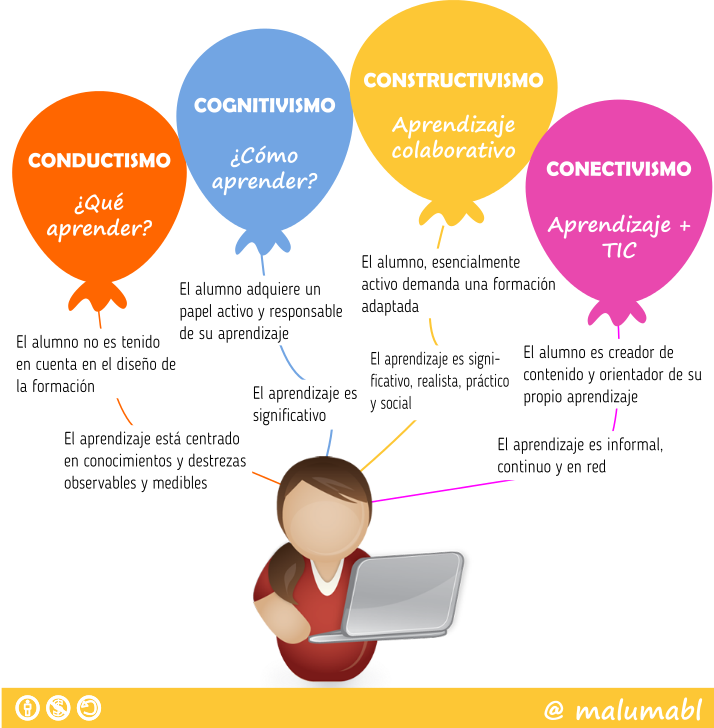 CONDUCTISMO
¿Qué
aprender?
El alumno no es tenido
en cuenta en el diseño de
la formación
El aprendizaje está centrado
en conocimientos y destrezas
observables y medibles
COGNITIVISMO
¿Cómo
aprender?
El alumno adquiere un
papel activo y responsable
de su aprendizaje
El aprendizaje es
significativo
CONSTRUCTIVISMO
Aprendizaje
colaborativo
El alumno, esencialmente
activo demanda una formación
adaptada
El aprendizaje es signi-
ficativo, realista, práctico
y social
CONECTIVISMO
Aprendizaje +
TIC
El alumno es creador de
contenido y orientador de su
propio aprendizaje
El aprendizaje es informal,
continuo y en red
@ malumabl